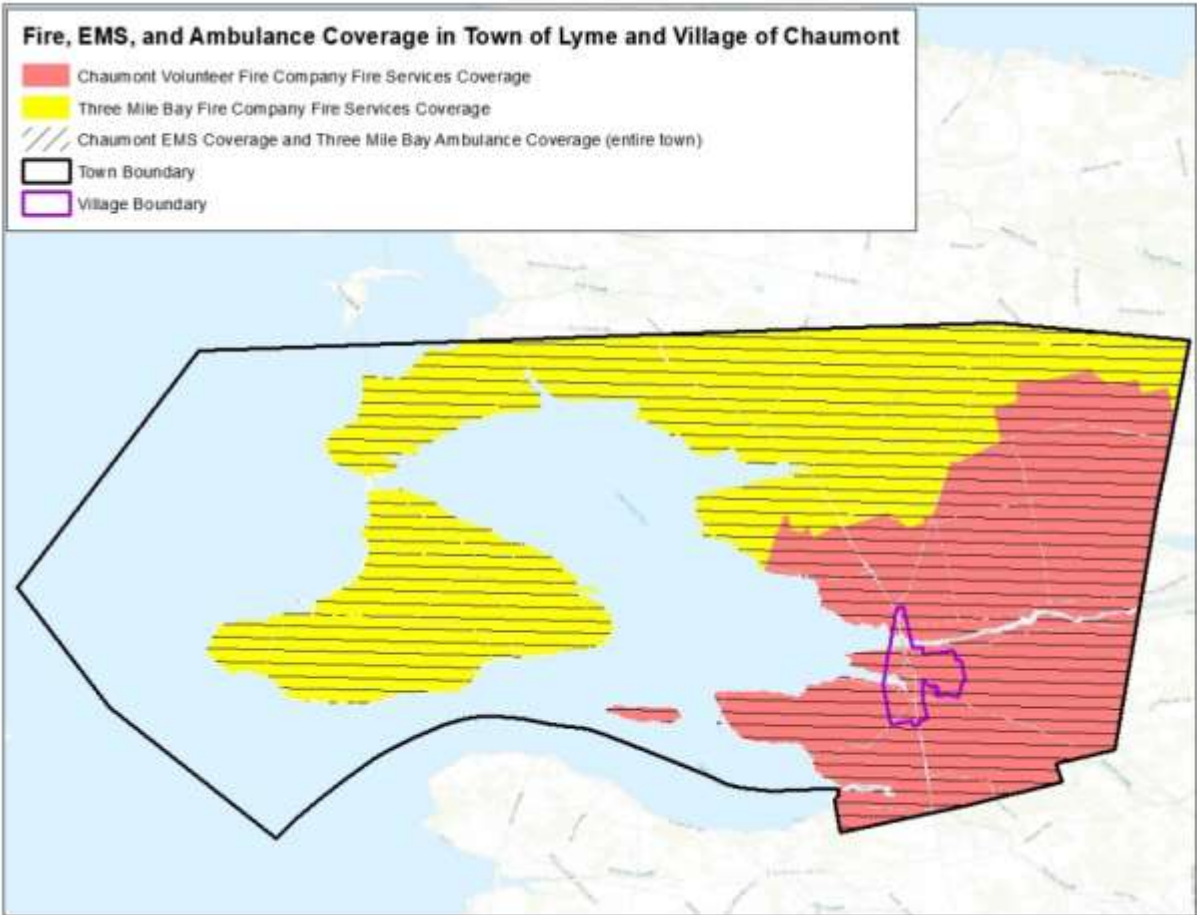 Fire, EMS, and Ambulance Coverage in Town of Lyme and Village of Chaumont
Chaumont Volunteer Fire Company Fire Services Coverage
Three Mile Bay Fire Company Fire Services Coverage
Chaumont EMS Coverage and Three Mile Bay Ambulance Coverage (entire town)
Town Boundary
Village Boundary